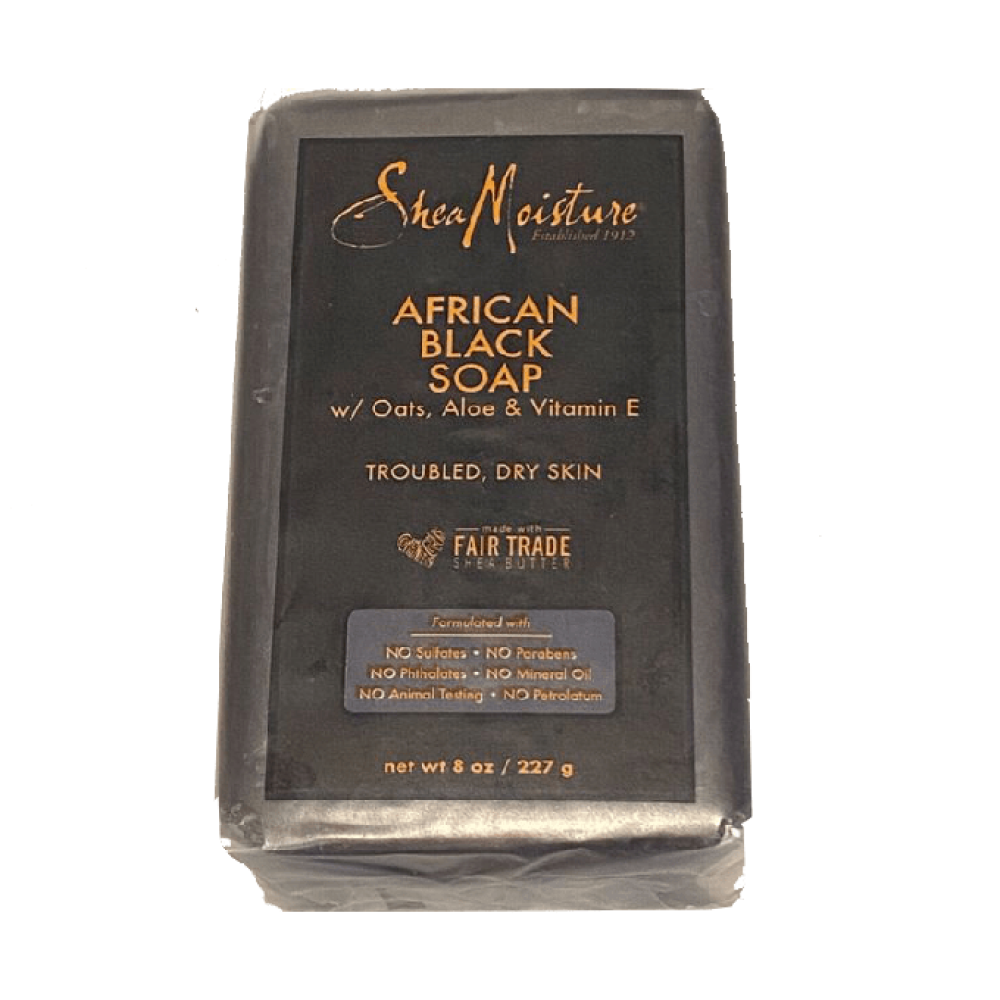 SheaMoisture®
Established 1912
AFRICAN
BLACK
SOAP
w/ Oats, Aloe & Vitamin E
TROUBLED, DRY SKIN
made with
FAIR TRADE
SHEA BUTTER
Formulated with
NO Sulfates • NO Parabens
NO Phthalates • NO Mineral Oil
NO Animal Testing • NO Petrolatum
net wt 8 oz / 227 g